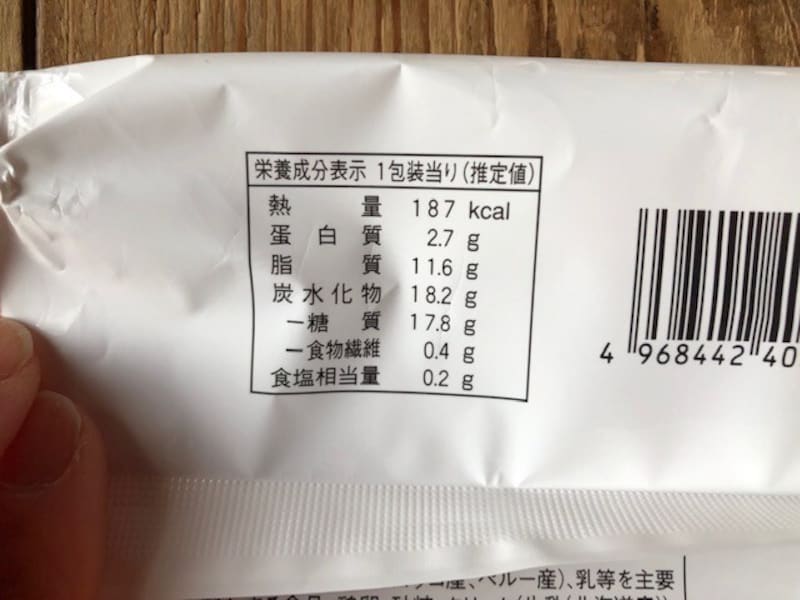 栄養成分表示 1包装当り(推定値)
熱量 187 kcal
蛋白質 2.7 g
脂質 11.6 g
炭水化物 18.2 g
ー糖質 17.8 g
ー食物繊維 0.4 g
食塩相当量 0.2 g
4 968442 40
産、ペルー産)、乳等を主要